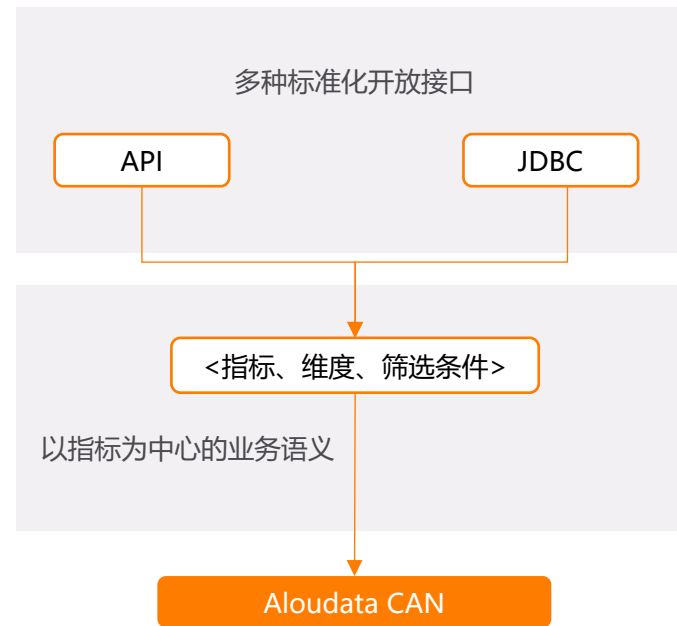 多种标准化开放接口
API
JDBC
<指标、维度、筛选条件>
以指标为中心的业务语义
Aloudata CAN